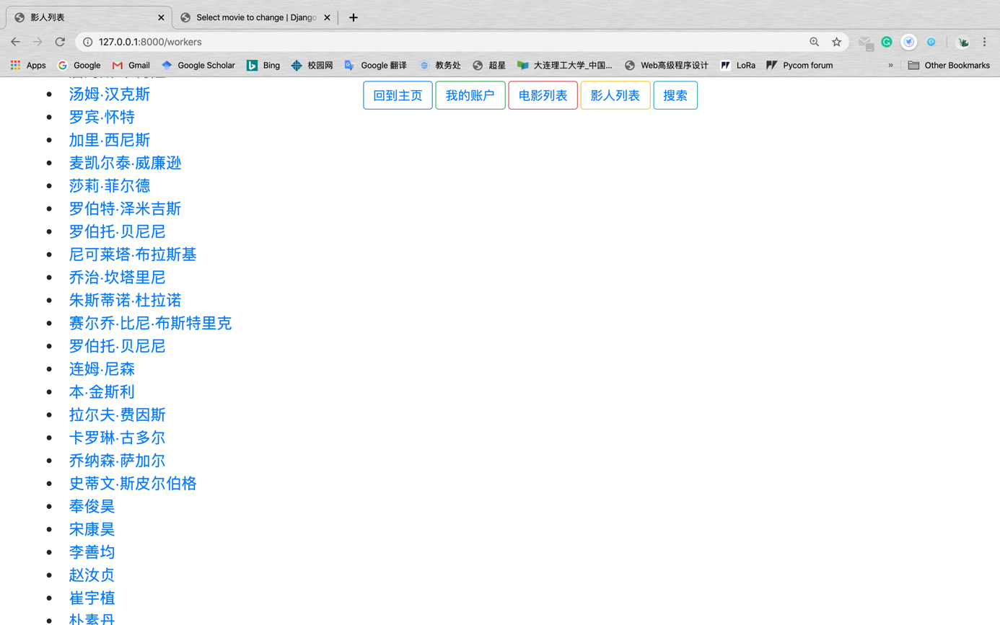 影人列表
Select movie to change | Django
127.0.0.1:8000/workers
Apps Google Gmail Google Scholar Bing 校园网 Google 翻译 教务处 超星 大连理工大学_中国... Web高级程序设计 LoRa Pycom forum » Other Bookmarks
回到主页 我的账户 电影列表 影人列表 搜索
汤姆·汉克斯
罗宾·怀特
加里·西尼斯
麦凯尔泰·威廉逊
莎莉·菲尔德
罗伯特·泽米吉斯
罗伯托·贝尼尼
尼可莱塔·布拉斯基
乔治·坎塔里尼
朱斯蒂诺·杜拉诺
赛尔乔·比尼·布斯特里克
罗伯托·贝尼尼
连姆·尼森
本·金斯利
拉尔夫·费因斯
卡罗琳·古多尔
乔纳森·萨加尔
史蒂文·斯皮尔伯格
奉俊昊
宋康昊
李善均
赵汝贞
崔宇植
朴素丹